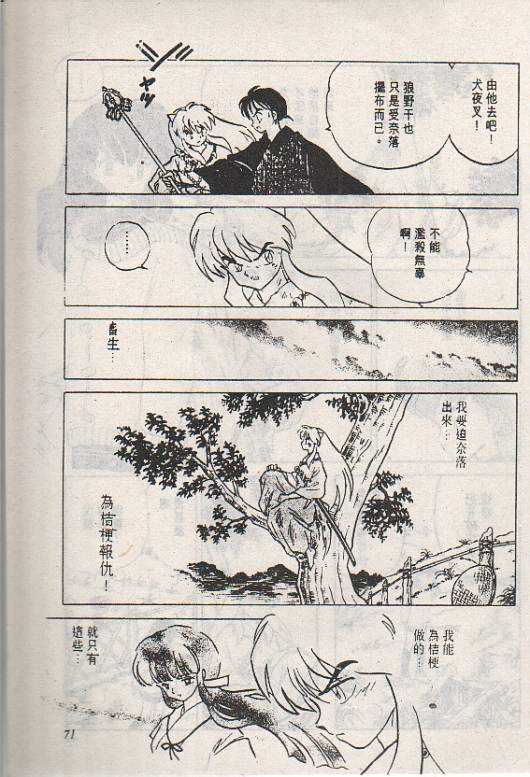 由他去吧！
犬夜叉！
狼野干也
只是受奈落
擺布而已。
ヤッ
不能
濫殺無辜
啊！
……
畜生…
我要追奈落
出來…
為桔梗報仇！
我能
為桔梗
做的…
就只有
這些…
71